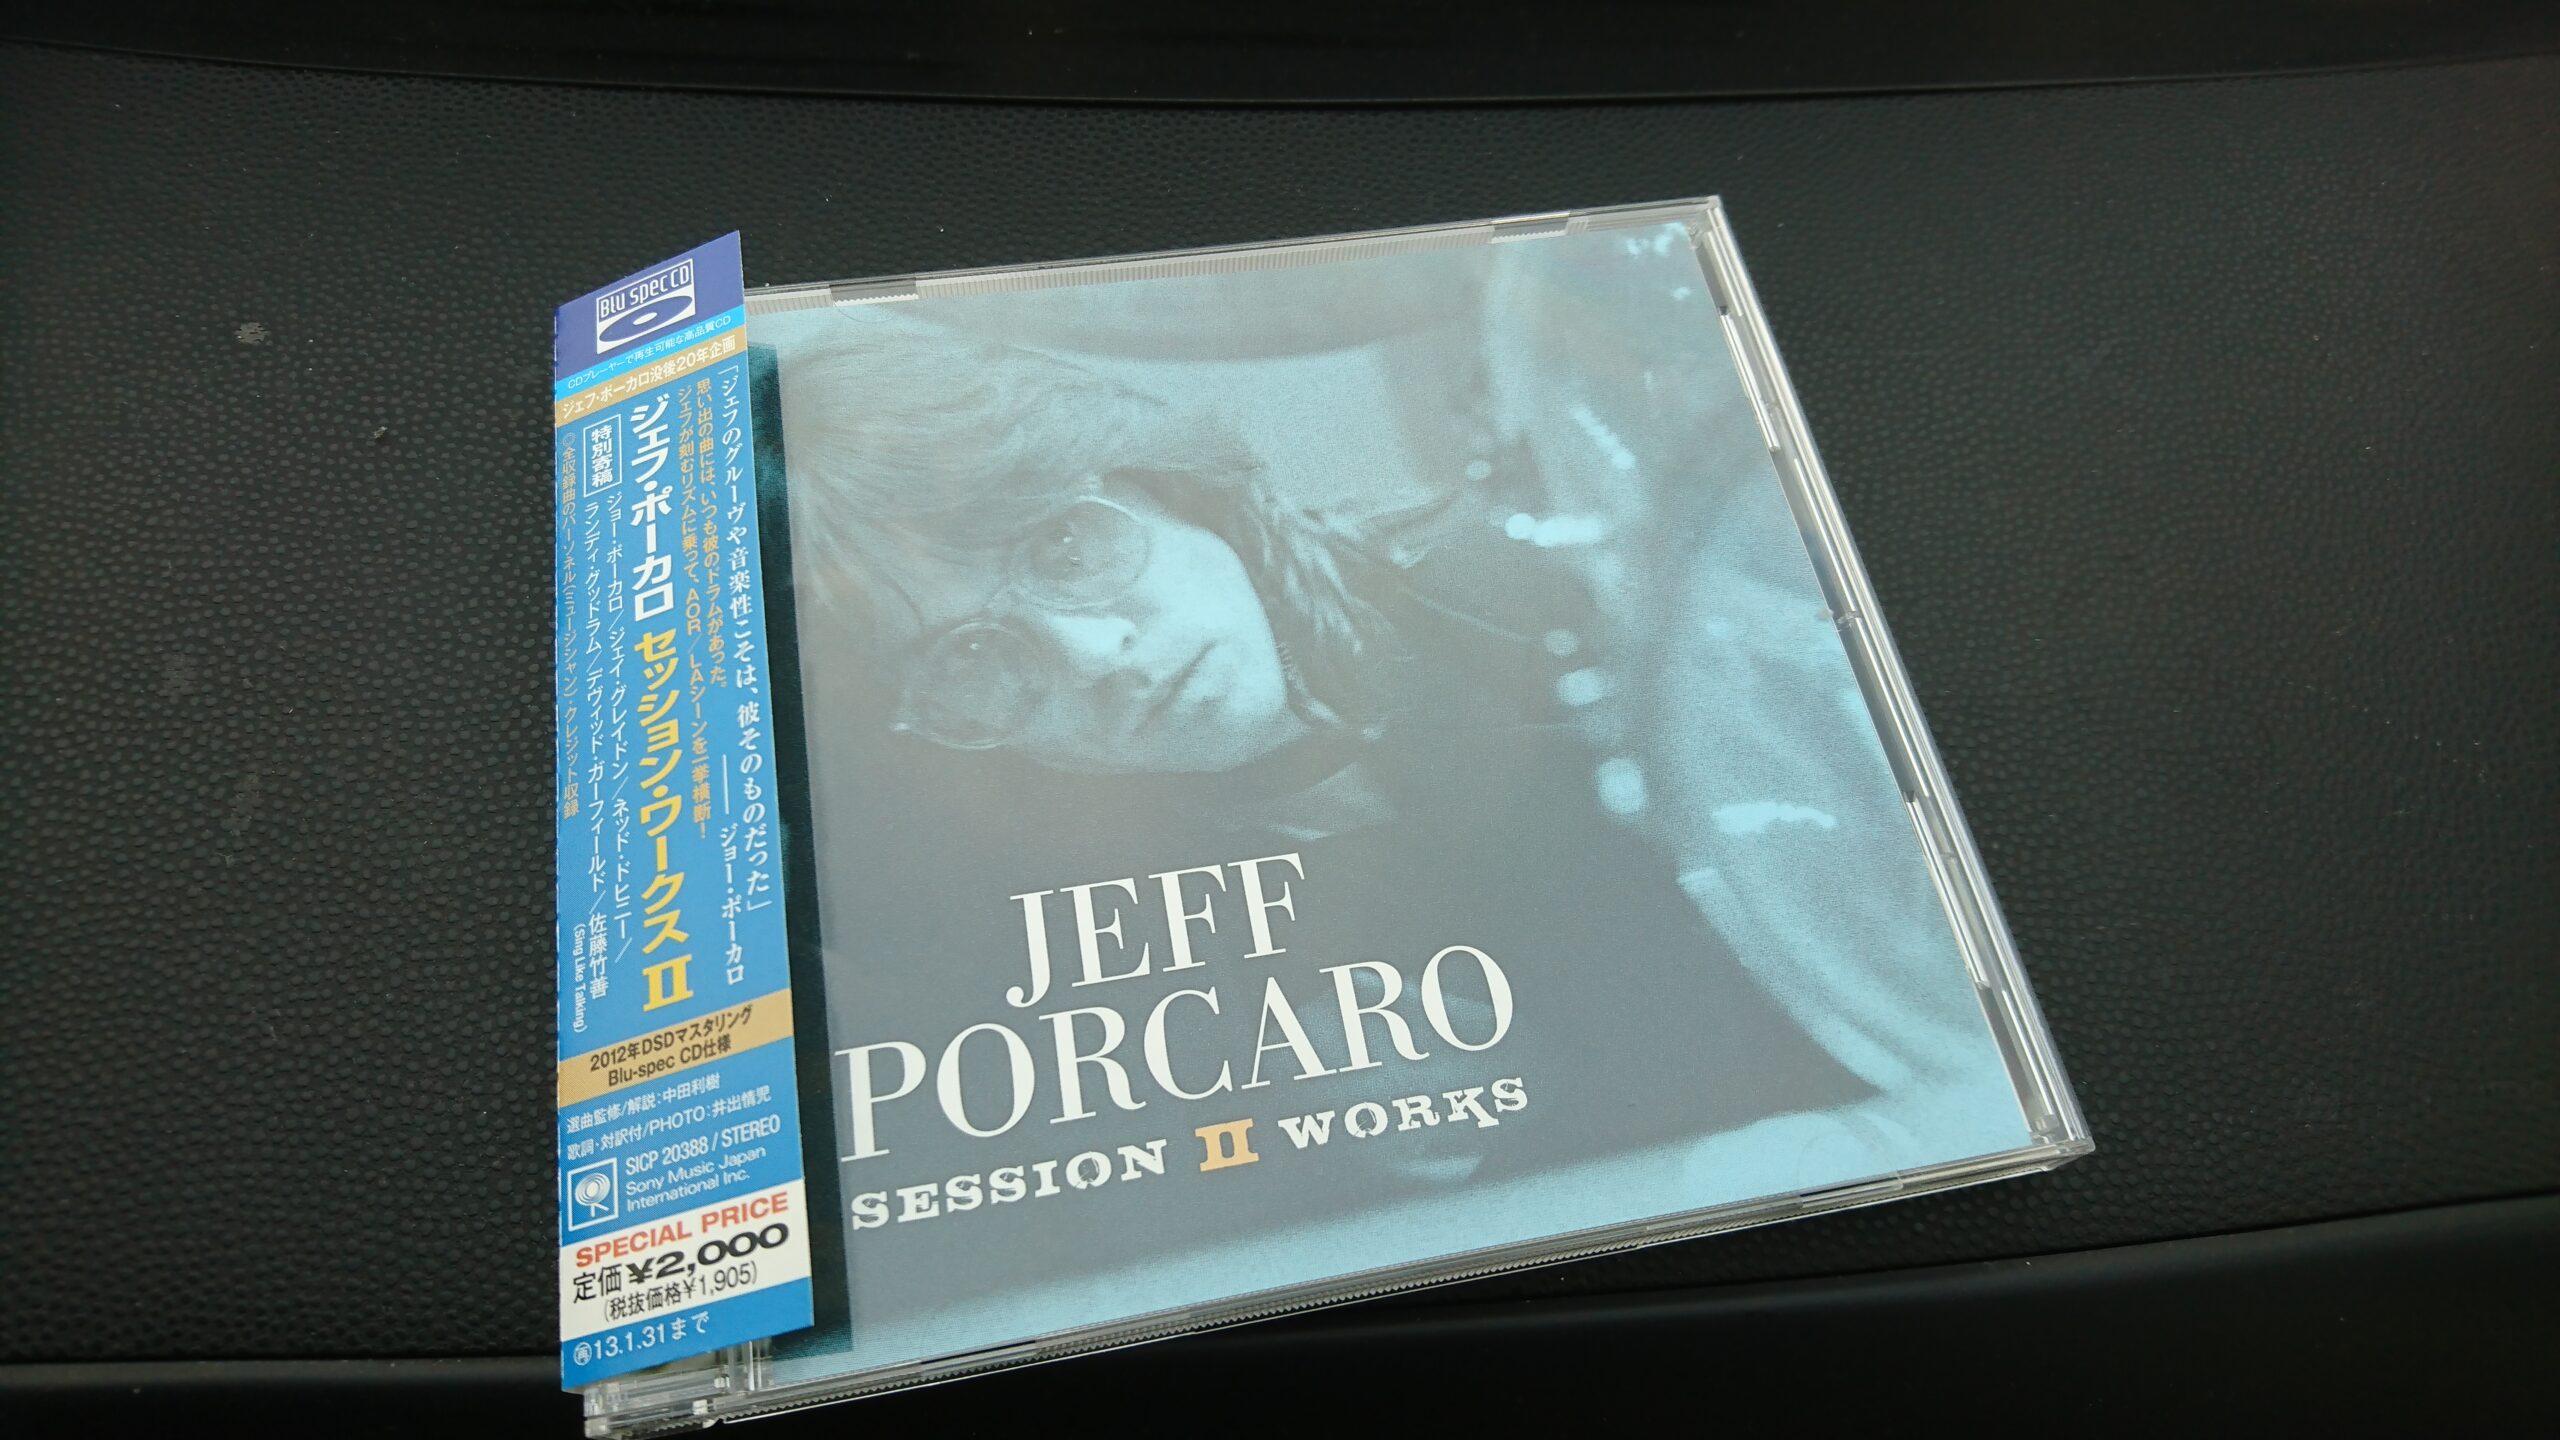 Blu specCD
CDプレーヤーで再生可能な高品質CD
ジェフ・ポーカロ没後20年企画
「ジェフのグルーヴや音楽性こそは、彼そのものだった」
―― ジョー・ポーカロ
思い出の曲には、いつも彼のドラムがあった。
ジェフが刻むリズムに乗って、AOR/LAシーンを一挙横断!
ジェフ・ポーカロ セッション・ワークス II
特別寄稿
ジョー・ポーカロ/ジェイ・グレイドン/ネッド・ドヒニー/
ランディ・グッドラム/デヴィッド・ガーフィールド/佐藤竹善
(Sing Like Talking)
◎全収録曲のパーソネル(ミュージシャン)・クレジット収録
2012年DSDマスタリング
Blu-spec CD仕様
選曲監修/解説:中田利樹
歌詞・対訳付/PHOTO:井出情児
SICP 20388 / STEREO
Sony Music Japan
International Inc.
SPECIAL PRICE
定価¥2,000
(税抜価格¥1,905)
再13.1.31まで
JEFF
PORCARO
SESSION II WORKS